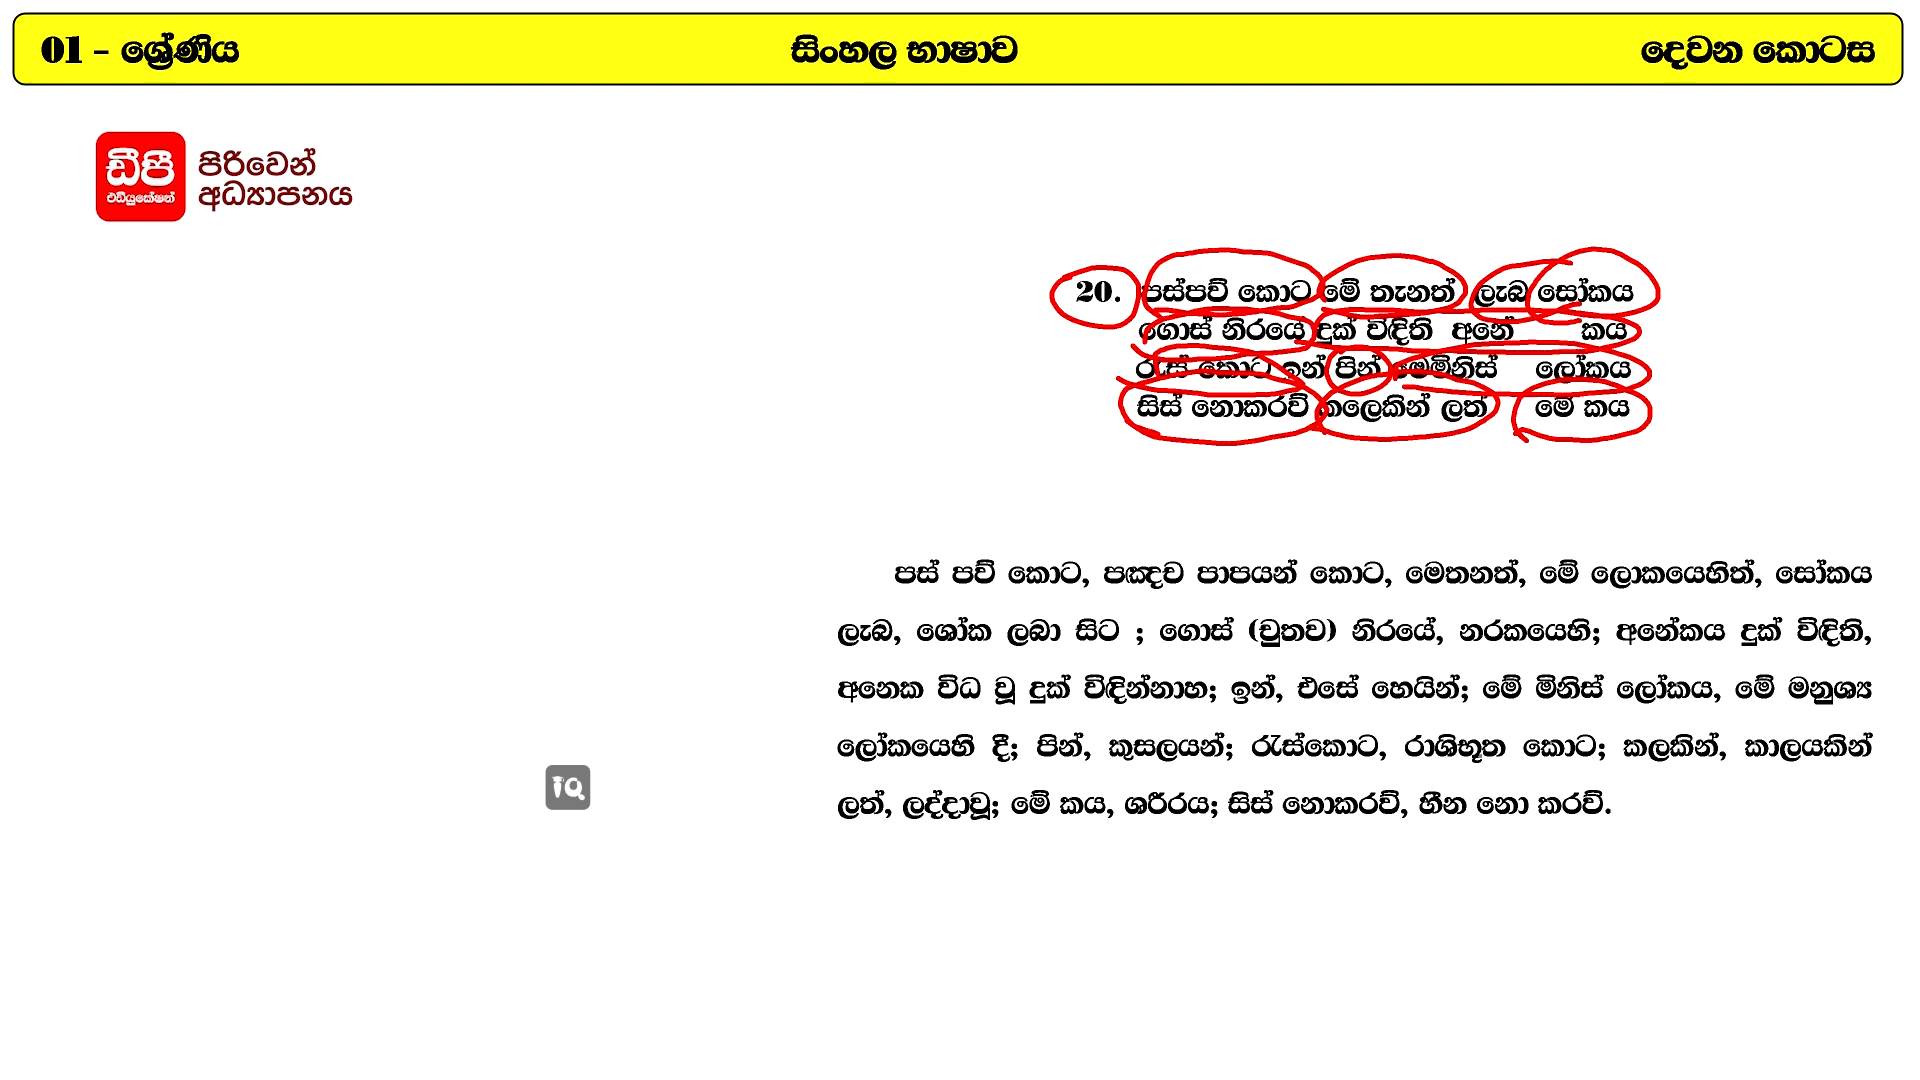 01 - ශ්‍රේණිය සිංහල භාෂාව දෙවන කොටස
ඩීපී
එඩියුකේෂන්
පිරිවෙන්
අධ්‍යාපනය
20. පස්පව් කොට මේ තැනත් ලැබ සෝකය
ගොස් නිරයේ දුක් විඳිති අනේ කය
රැස් කොට ඉන් පින් මෙමිනිස් ලෝකය
සිස් නොකරව් කලෙකින් ලත් මේ කය
පස් පව් කොට, පඤ්ච පාපයන් කොට, මෙතනත්, මේ ලොකයෙහිත්, සෝකය
ලැබ, ශෝක ලබා සිට ; ගොස් (චුතව) නිරයේ, නරකයෙහි; අනේකය දුක් විඳිති,
අනෙක විධ වූ දුක් විඳින්නාහ; ඉන්, එසේ හෙයින්; මේ මිනිස් ලෝකය, මේ මනුශ්‍ය
ලෝකයෙහි දී; පින්, කුසලයන්; රැස්කොට, රාශිභූත කොට; කලකින්, කාලයකින්
ලත්, ලද්දාවූ; මේ කය, ශරීරය; සිස් නොකරව්, හීන නො කරව්.
iQ